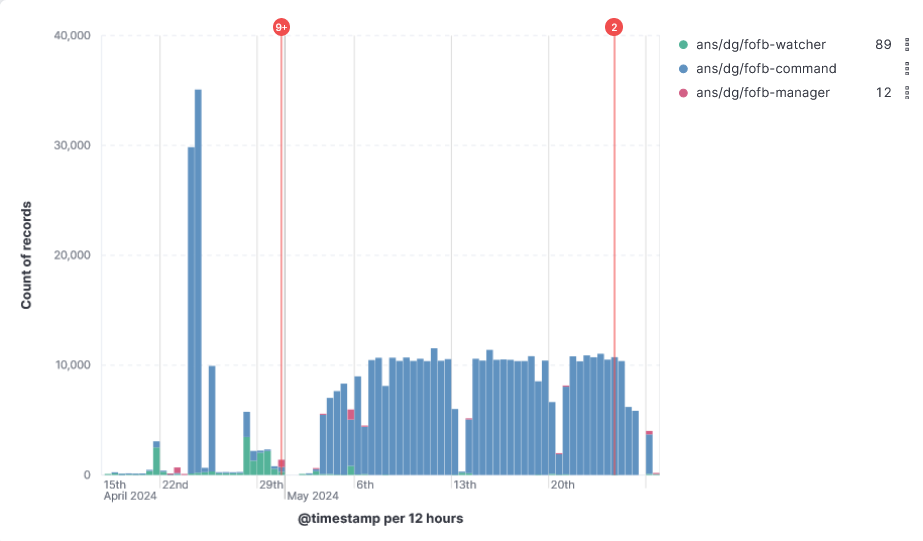 9+
2
40,000
30,000
20,000
10,000
0
Count of records
15th
22nd
29th
6th
13th
20th
April 2024
May 2024
@timestamp per 12 hours
ans/dg/fofb-watcher 89
ans/dg/fofb-command
ans/dg/fofb-manager 12